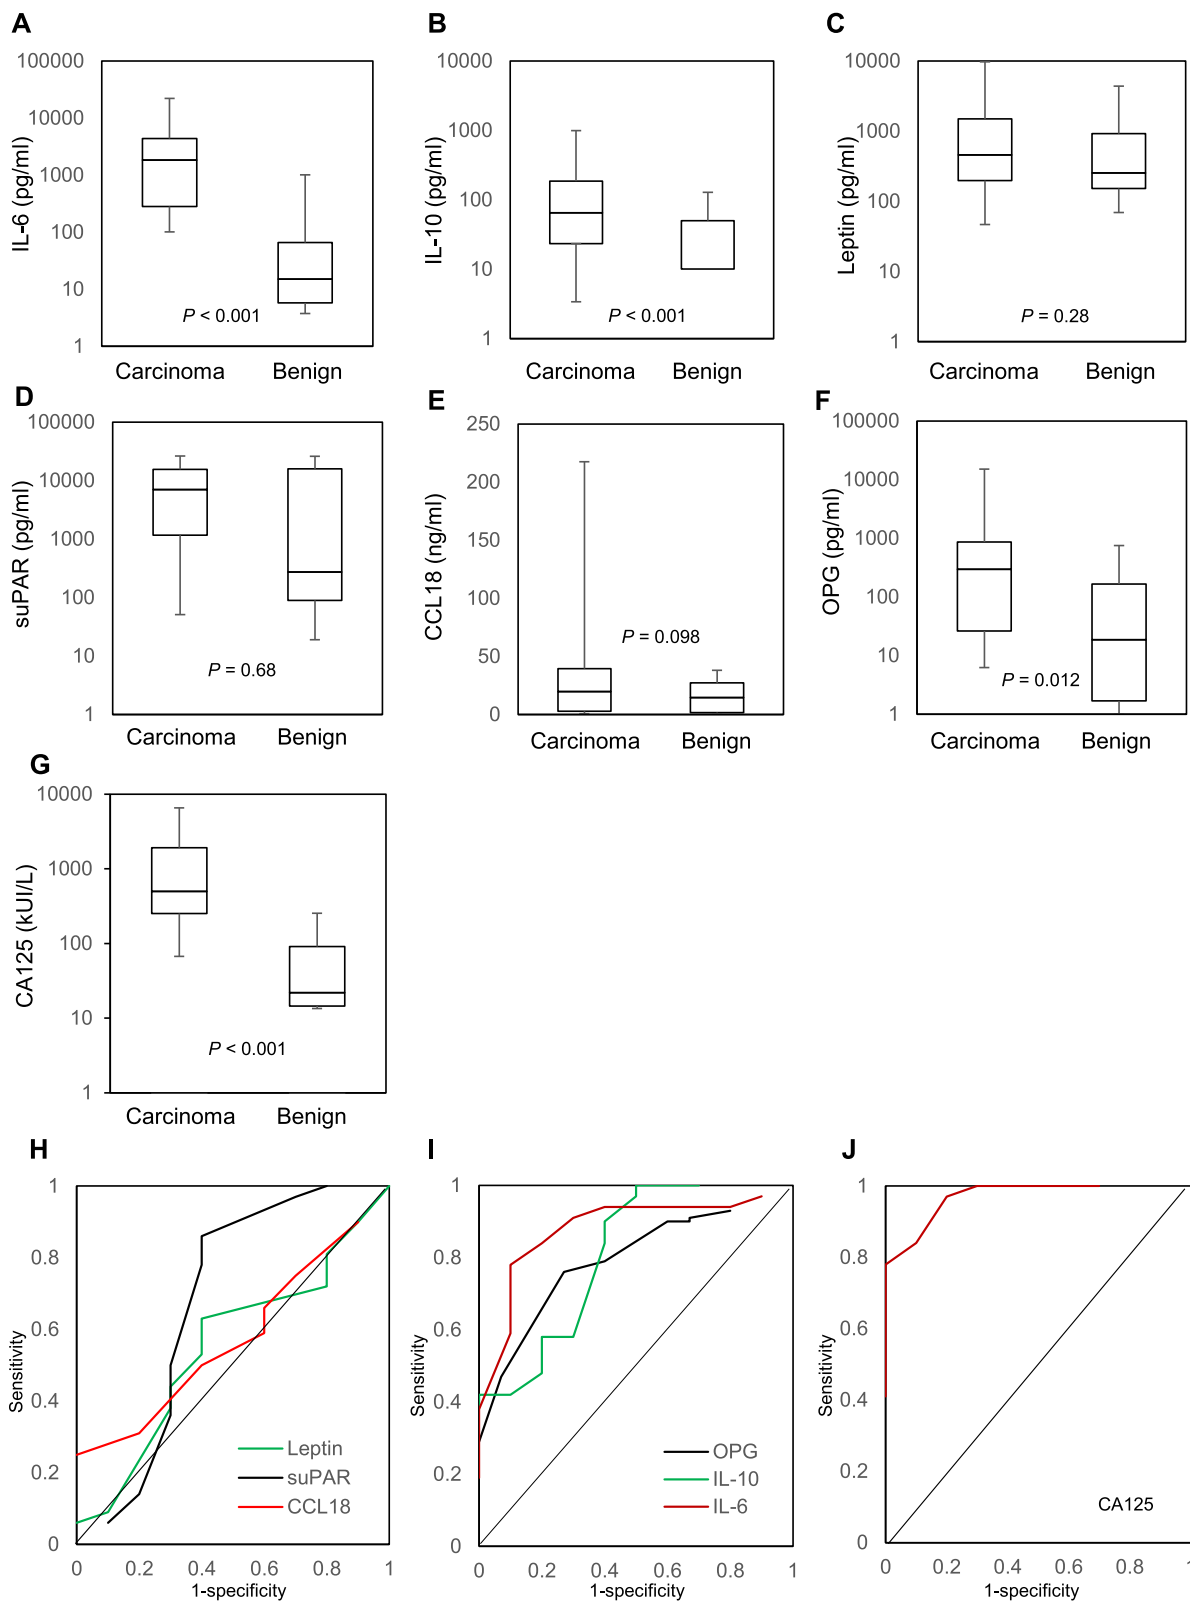 A
IL-6 (pg/ml)
100000
10000
1000
100
10
1
P < 0.001
Carcinoma Benign
B
IL-10 (pg/ml)
10000
1000
100
10
1
P < 0.001
Carcinoma Benign
C
Leptin (pg/ml)
10000
1000
100
10
1
P = 0.28
Carcinoma Benign
D
suPAR (pg/ml)
100000
10000
1000
100
10
1
P = 0.68
Carcinoma Benign
E
CCL18 (ng/ml)
250
200
150
100
50
0
P = 0.098
Carcinoma Benign
F
OPG (pg/ml)
100000
10000
1000
100
10
1
P = 0.012
Carcinoma Benign
G
CA125 (kUI/L)
10000
1000
100
10
1
P < 0.001
Carcinoma Benign
H
Sensitivity
1
0.8
0.6
0.4
0.2
0
Leptin
suPAR
CCL18
0 0.2 0.4 0.6 0.8 1
1-specificity
I
Sensitivity
1
0.8
0.6
0.4
0.2
0
OPG
IL-10
IL-6
0 0.2 0.4 0.6 0.8 1
1-specificity
J
Sensitivity
1
0.8
0.6
0.4
0.2
0
CA125
0 0.2 0.4 0.6 0.8 1
1-specificity